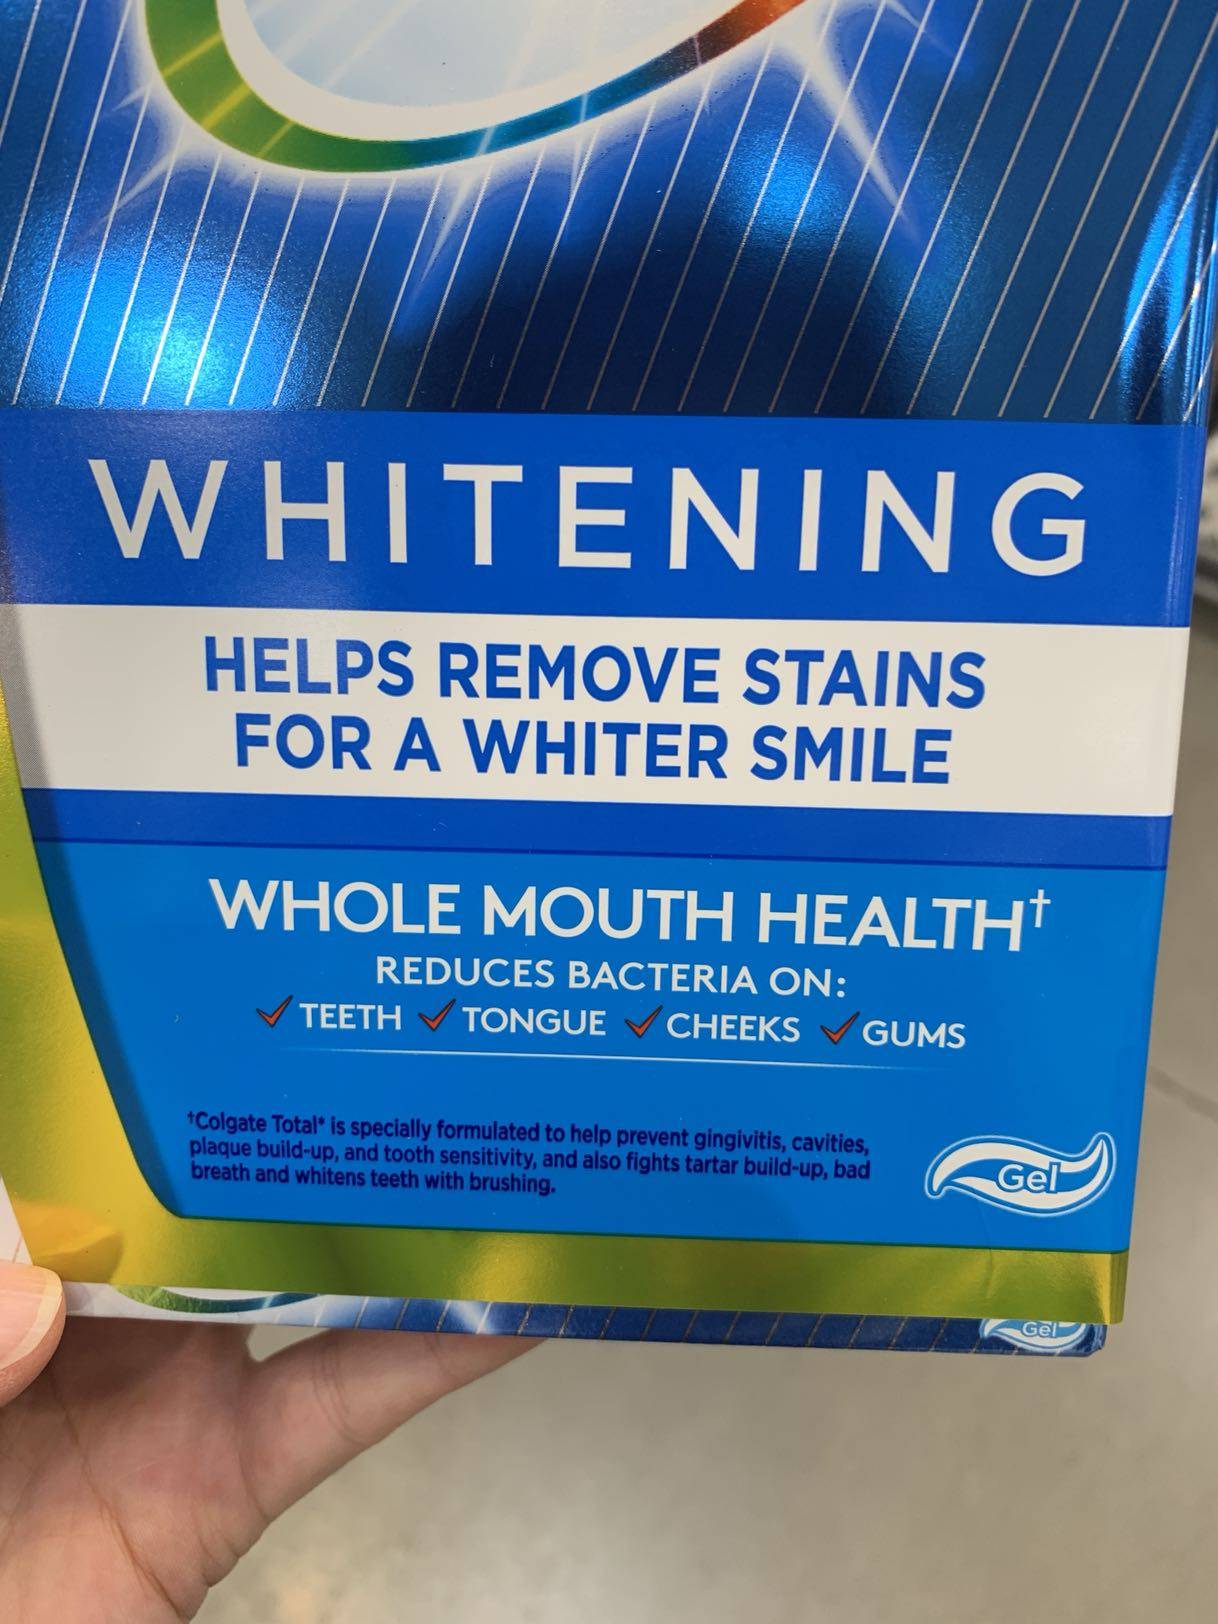 WHITENING
HELPS REMOVE STAINS
FOR A WHITER SMILE
WHOLE MOUTH HEALTH†
REDUCES BACTERIA ON:
✓ TEETH ✓ TONGUE ✓ CHEEKS ✓ GUMS
†Colgate Total* is specially formulated to help prevent gingivitis, cavities,
plaque build-up, and tooth sensitivity, and also fights tartar build-up, bad
breath and whitens teeth with brushing.
Gel
Gel